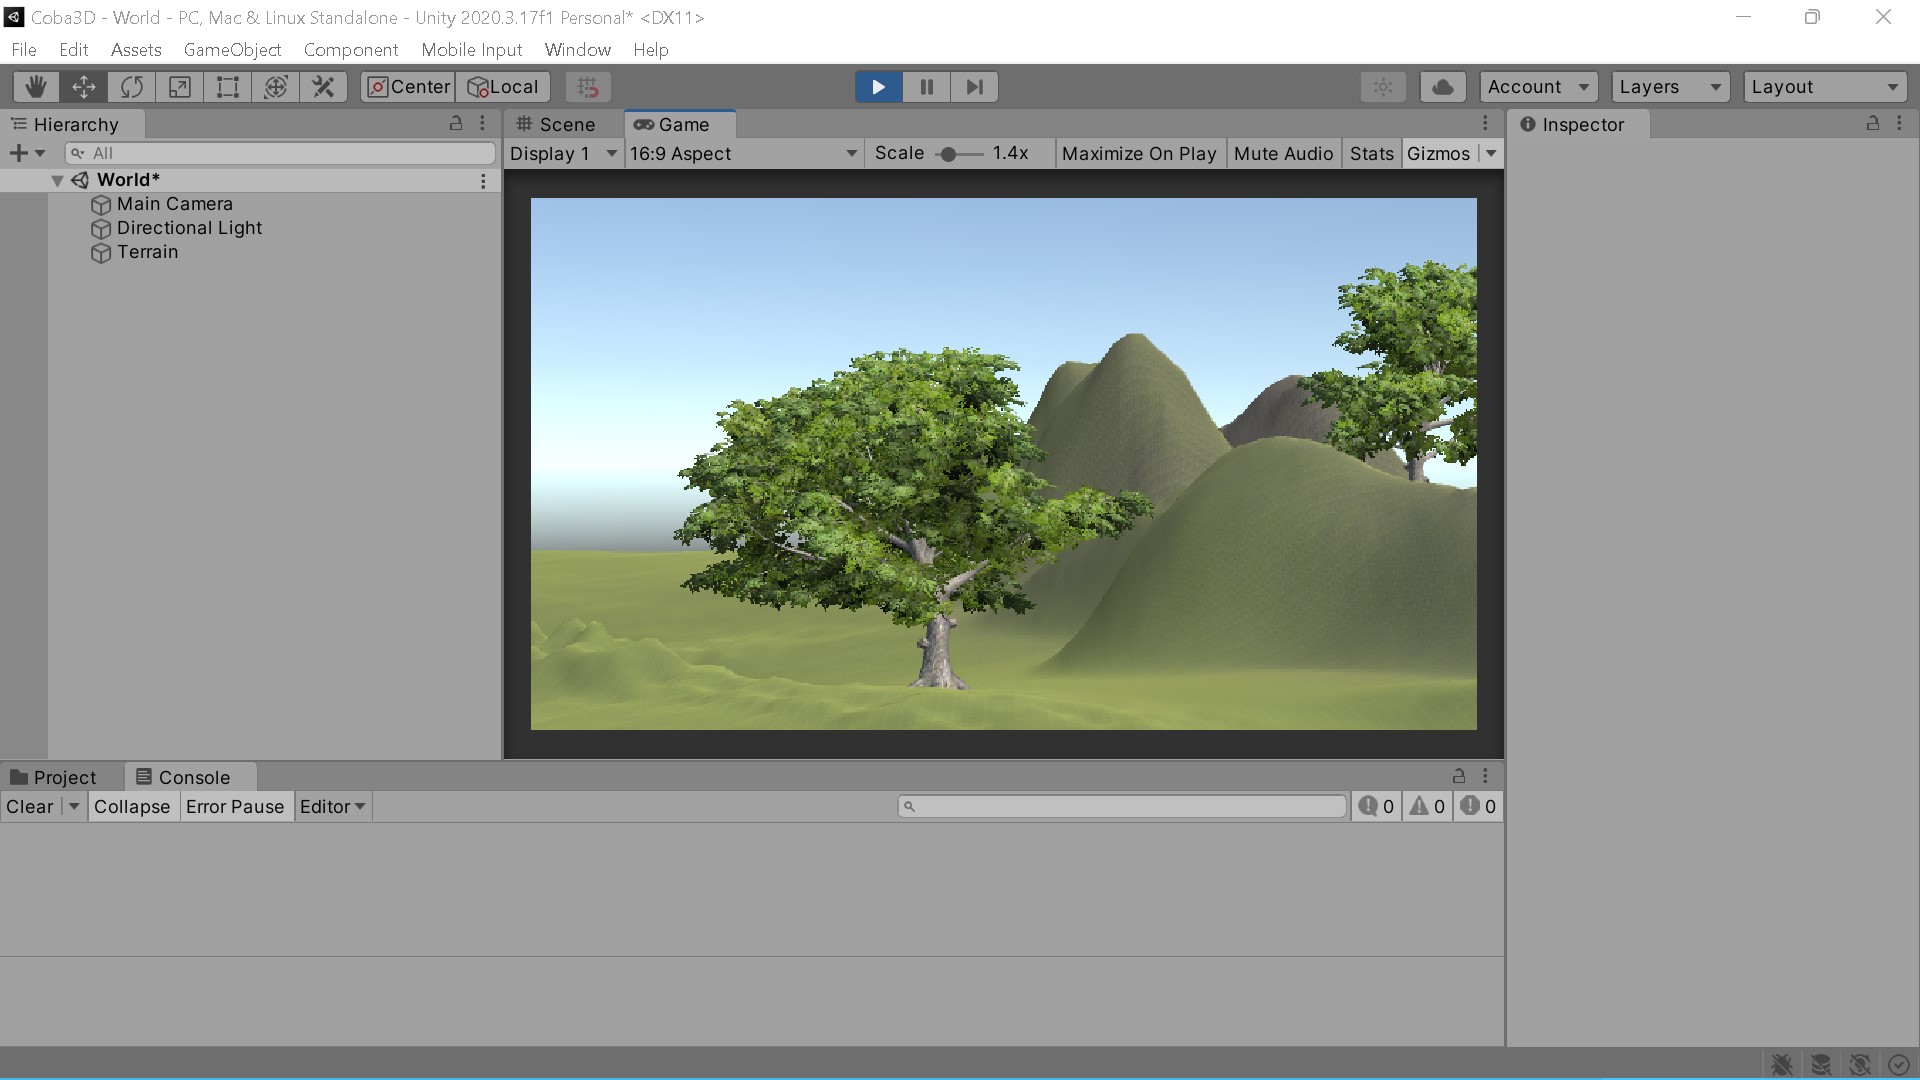 Coba3D - World - PC, Mac & Linux Standalone - Unity 2020.3.17f1 Personal* <DX11>
File Edit Assets GameObject Component Mobile Input Window Help
Center Local Account Layers Layout
Hierarchy
All
World*
Main Camera
Directional Light
Terrain
Scene Game
Display 1 16:9 Aspect Scale 1.4x Maximize On Play Mute Audio Stats Gizmos
Inspector
Project Console
Clear Collapse Error Pause Editor 0 0 0